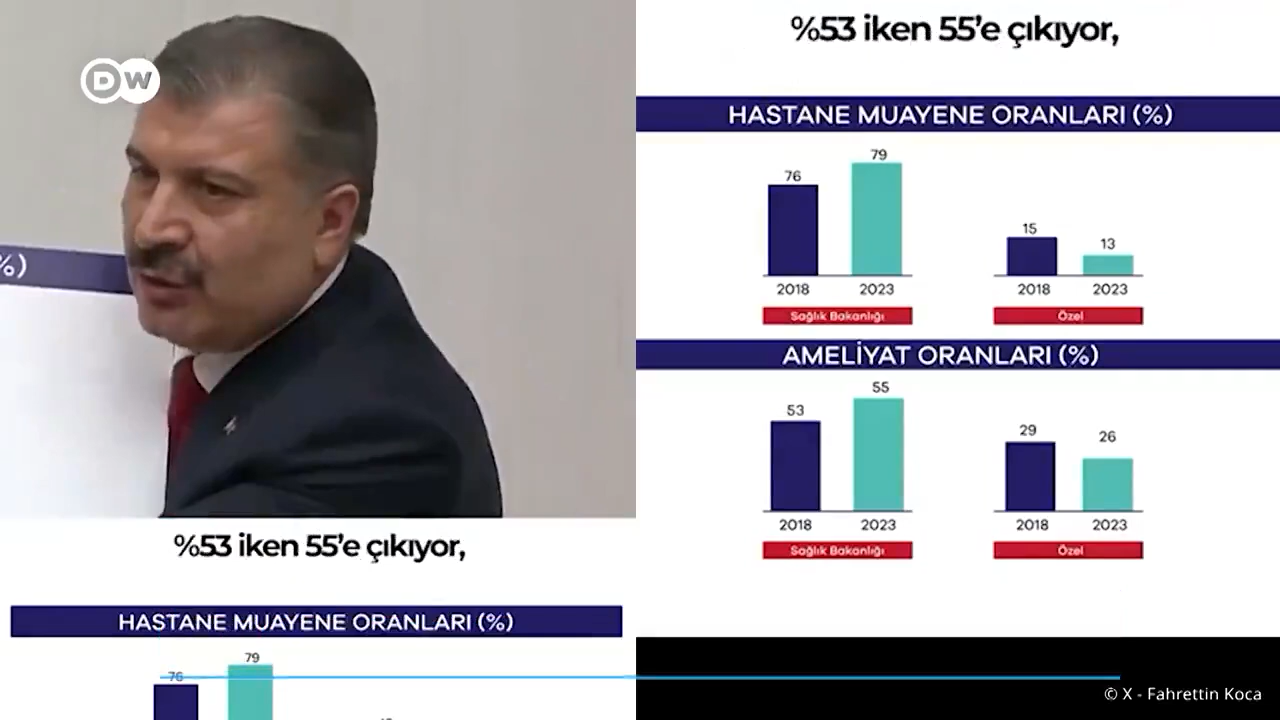 DW
%)
%53 iken 55'e çıkıyor,
HASTANE MUAYENE ORANLARI (%)
76
79
%53 iken 55'e çıkıyor,
HASTANE MUAYENE ORANLARI (%)
76
79
15
13
2018
2023
2018
2023
Sağlık Bakanlığı
Özel
AMELİYAT ORANLARI (%)
53
55
29
26
2018
2023
2018
2023
Sağlık Bakanlığı
Özel
© X - Fahrettin Koca